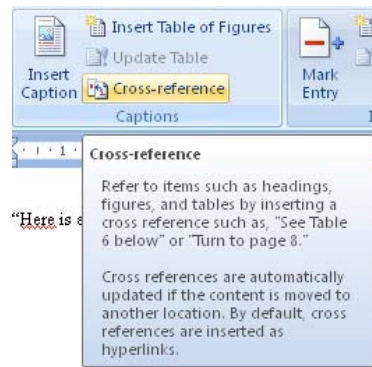 Insert Table of Figures
Update Table
Insert
Caption
Cross-reference
Mark
Entry
Captions
1
Cross-reference
Refer to items such as headings,
figures, and tables by inserting a
cross reference such as, "See Table
6 below" or "Turn to page 8."
Cross references are automatically
updated if the content is moved to
another location. By default, cross
references are inserted as
hyperlinks.
“Here is